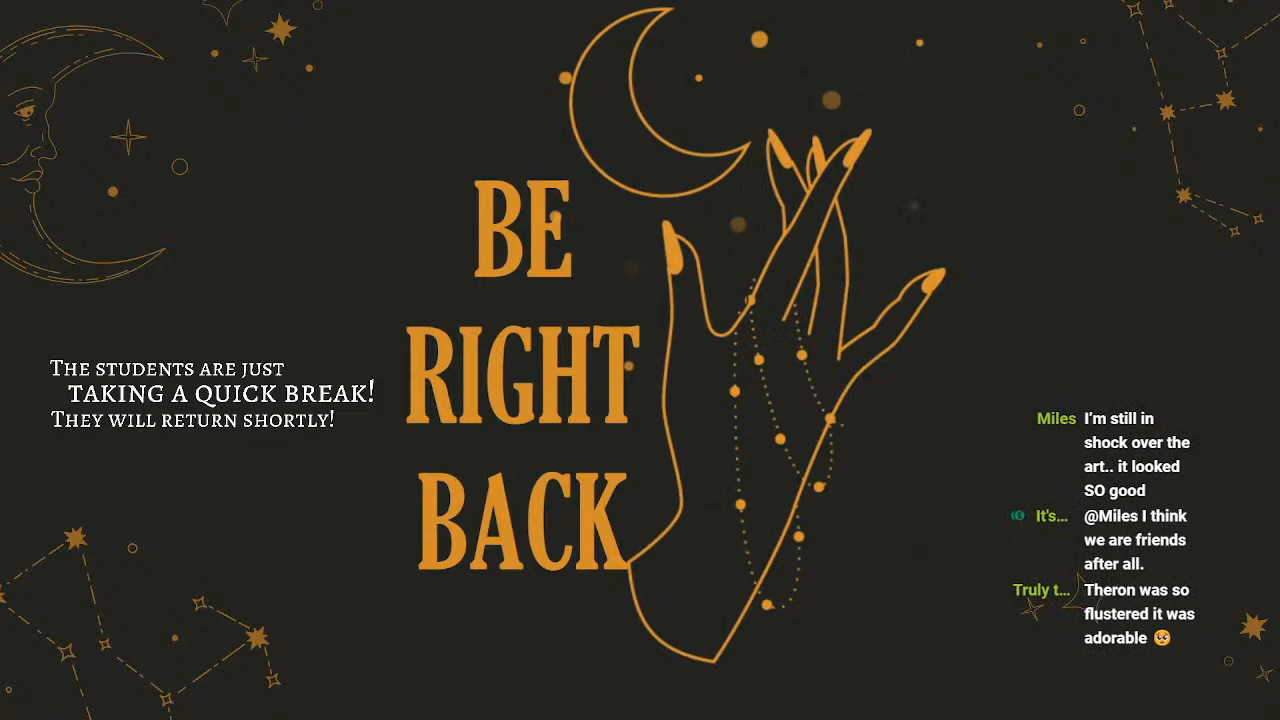 BE
RIGHT
BACK
THE STUDENTS ARE JUST
TAKING A QUICK BREAK!
THEY WILL RETURN SHORTLY!
Miles I'm still in
shock over the
art.. it looked
SO good
It's... @Miles I think
we are friends
after all.
Truly t... Theron was so
flustered it was
adorable 🥺